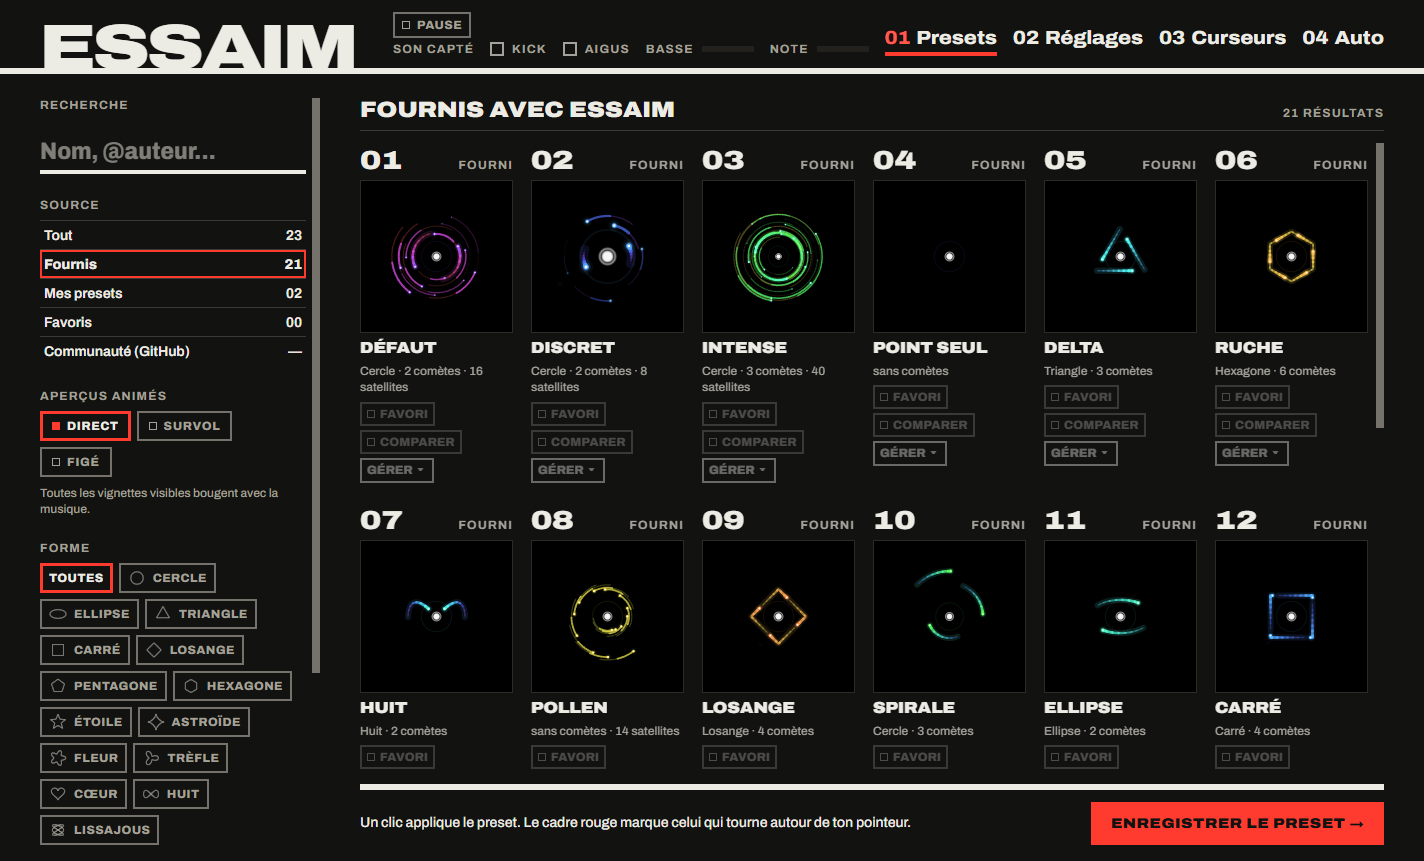 ESSAIM
PAUSE
SON CAPTÉ KICK AIGUS BASSE NOTE
01 Presets 02 Réglages 03 Curseurs 04 Auto
RECHERCHE
Nom, @auteur...
SOURCE
Tout 23
Fournis 21
Mes presets 02
Favoris 00
Communauté (GitHub) —
APERÇUS ANIMÉS
DIRECT SURVOL
FIGÉ
Toutes les vignettes visibles bougent avec la
musique.
FORME
TOUTES CERCLE
ELLIPSE TRIANGLE
CARRÉ LOSANGE
PENTAGONE HEXAGONE
ÉTOILE ASTROÏDE
FLEUR TRÈFLE
CŒUR HUIT
LISSAJOUS
FOURNIS AVEC ESSAIM 21 RÉSULTATS
01 FOURNI 02 FOURNI 03 FOURNI 04 FOURNI 05 FOURNI 06 FOURNI
DÉFAUT DISCRET INTENSE POINT SEUL DELTA RUCHE
Cercle · 2 comètes · 16
satellites
Cercle · 2 comètes · 8
satellites
Cercle · 3 comètes · 40
satellites
sans comètes
Triangle · 3 comètes
Hexagone · 6 comètes
FAVORI FAVORI FAVORI FAVORI FAVORI FAVORI
COMPARER COMPARER COMPARER COMPARER COMPARER COMPARER
GÉRER GÉRER GÉRER GÉRER GÉRER GÉRER
07 FOURNI 08 FOURNI 09 FOURNI 10 FOURNI 11 FOURNI 12 FOURNI
HUIT POLLEN LOSANGE SPIRALE ELLIPSE CARRÉ
Huit · 2 comètes
sans comètes · 14 satellites
Losange · 4 comètes
Cercle · 3 comètes
Ellipse · 2 comètes
Carré · 4 comètes
FAVORI FAVORI FAVORI FAVORI FAVORI FAVORI
Un clic applique le preset. Le cadre rouge marque celui qui tourne autour de ton pointeur.
ENREGISTRER LE PRESET →